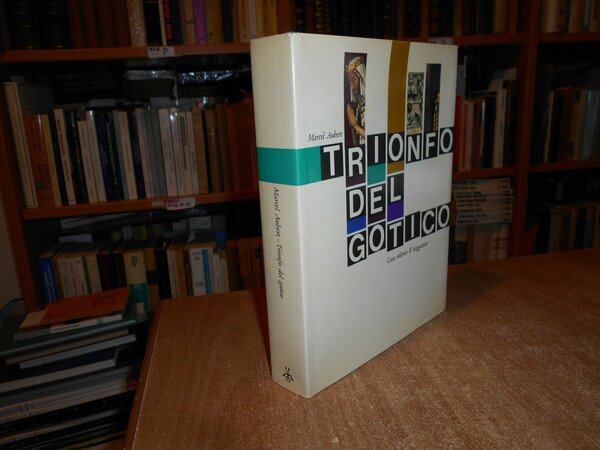 Marcel Aubert
TRIONFO
DEL
GOTICO
Casa editrice il Saggiatore
Marcel Aubert - Trionfo del gotico